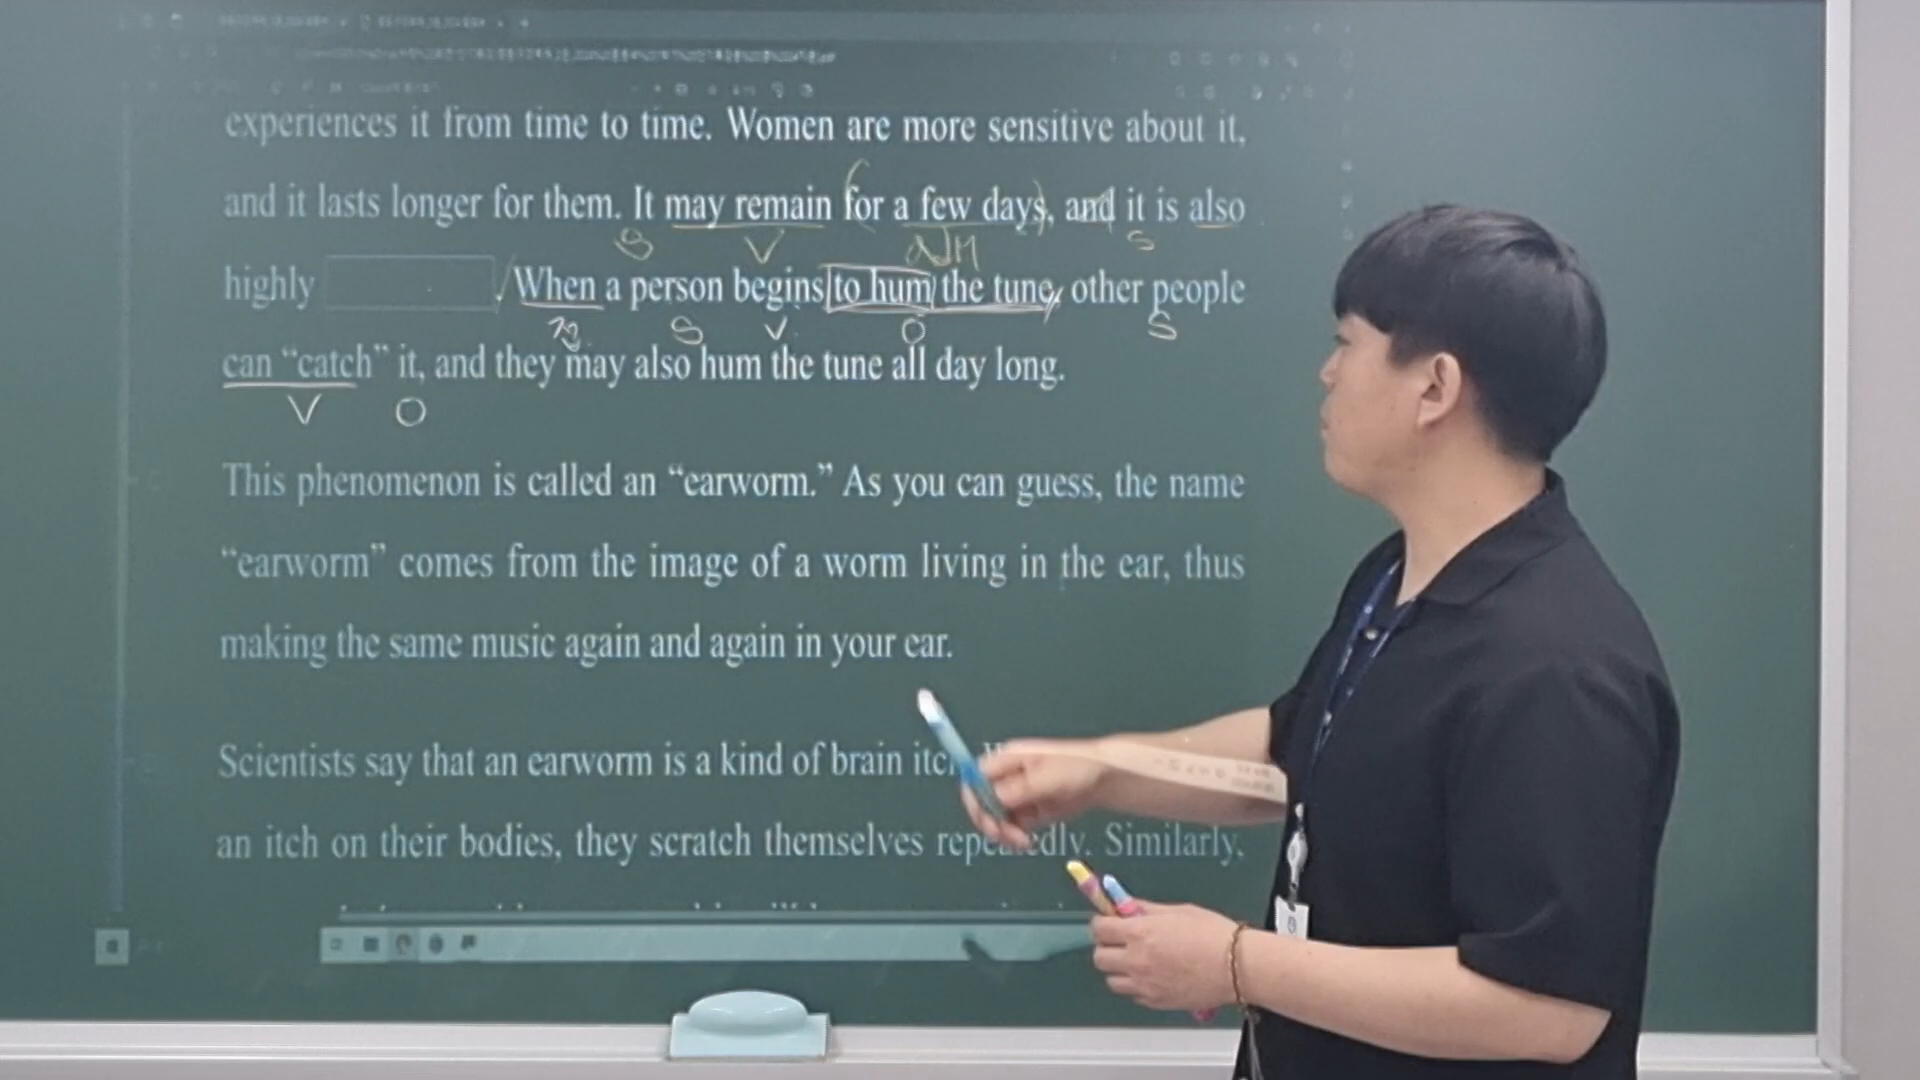 experiences it from time to time. Women are more sensitive about it,
and it lasts longer for them. It may remain for a few days, and it is also
S V S
highly When a person begins to hum the tune, other people
S V O S
can “catch” it, and they may also hum the tune all day long.
V O
This phenomenon is called an “earworm.” As you can guess, the name
“earworm” comes from the image of a worm living in the ear, thus
making the same music again and again in your ear.
Scientists say that an earworm is a kind of brain
an itch on their bodies, they scratch themselves Similarly,